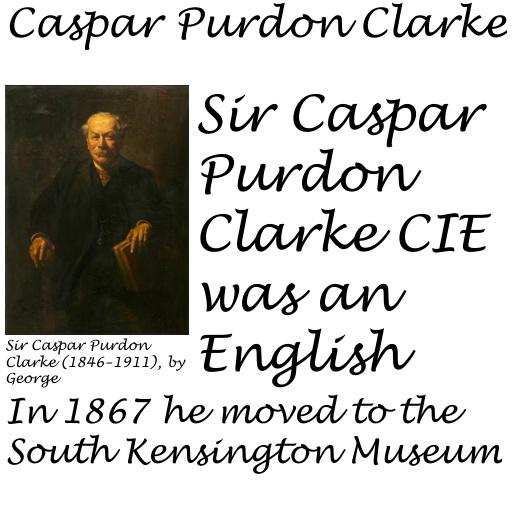 Caspar Purdon Clarke
Sir Caspar
Purdon
Clarke CIE
was an
English
Sir Caspar Purdon
Clarke (1846–1911), by
George
In 1867 he moved to the
South Kensington Museum